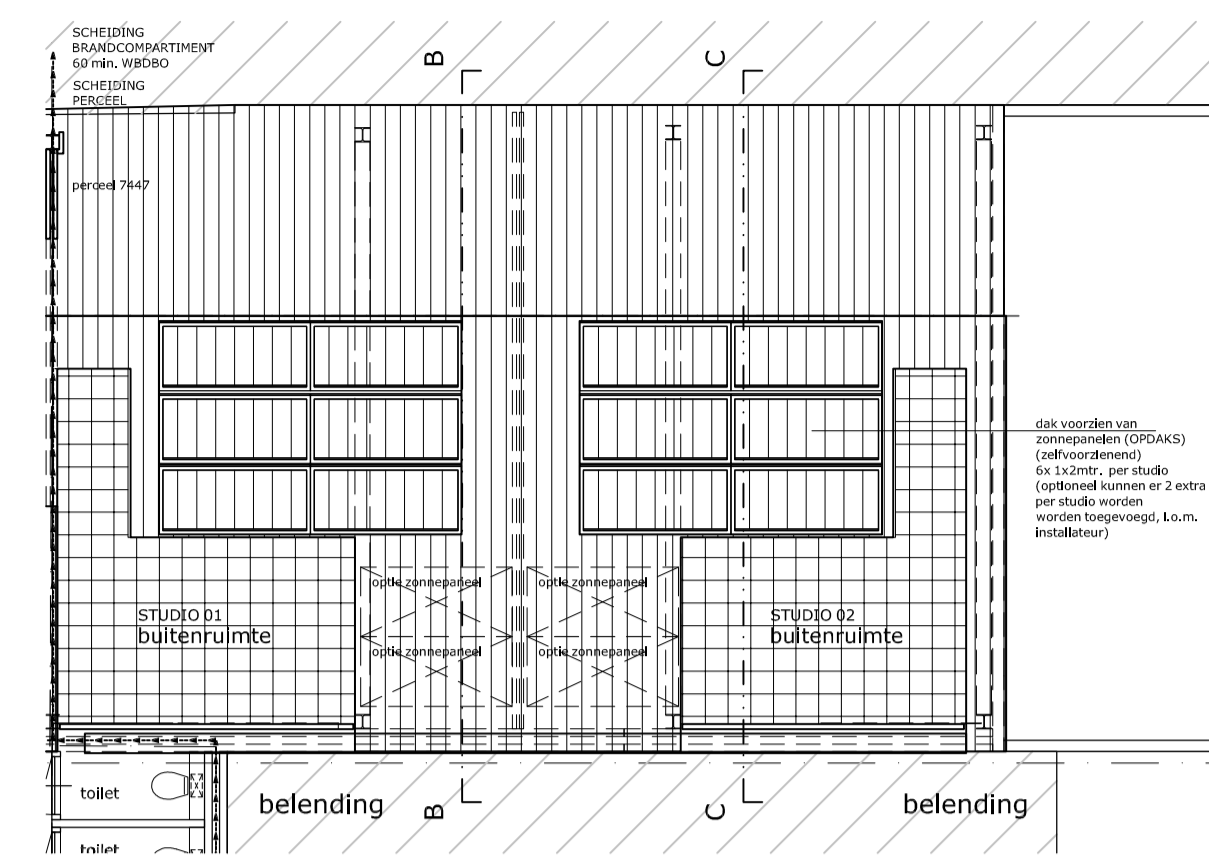 SCHEIDING
BRANDCOMPARTIMENT
60 min. WBDBO
SCHEIDING
PERCEEL
B
C
perceel 7447
dak voorzien van
zonnepanelen (OPDAKS)
(zelfvoorzienend)
6x 1x2mtr. per studio
(optioneel kunnen er 2 extra
per studio worden
worden toegevoegd, i.o.m.
installateur)
optie zonnepaneel
optie zonnepaneel
STUDIO 01
buitenruimte
STUDIO 02
buitenruimte
optie zonnepaneel
optie zonnepaneel
toilet
belending
B
C
belending
toilet